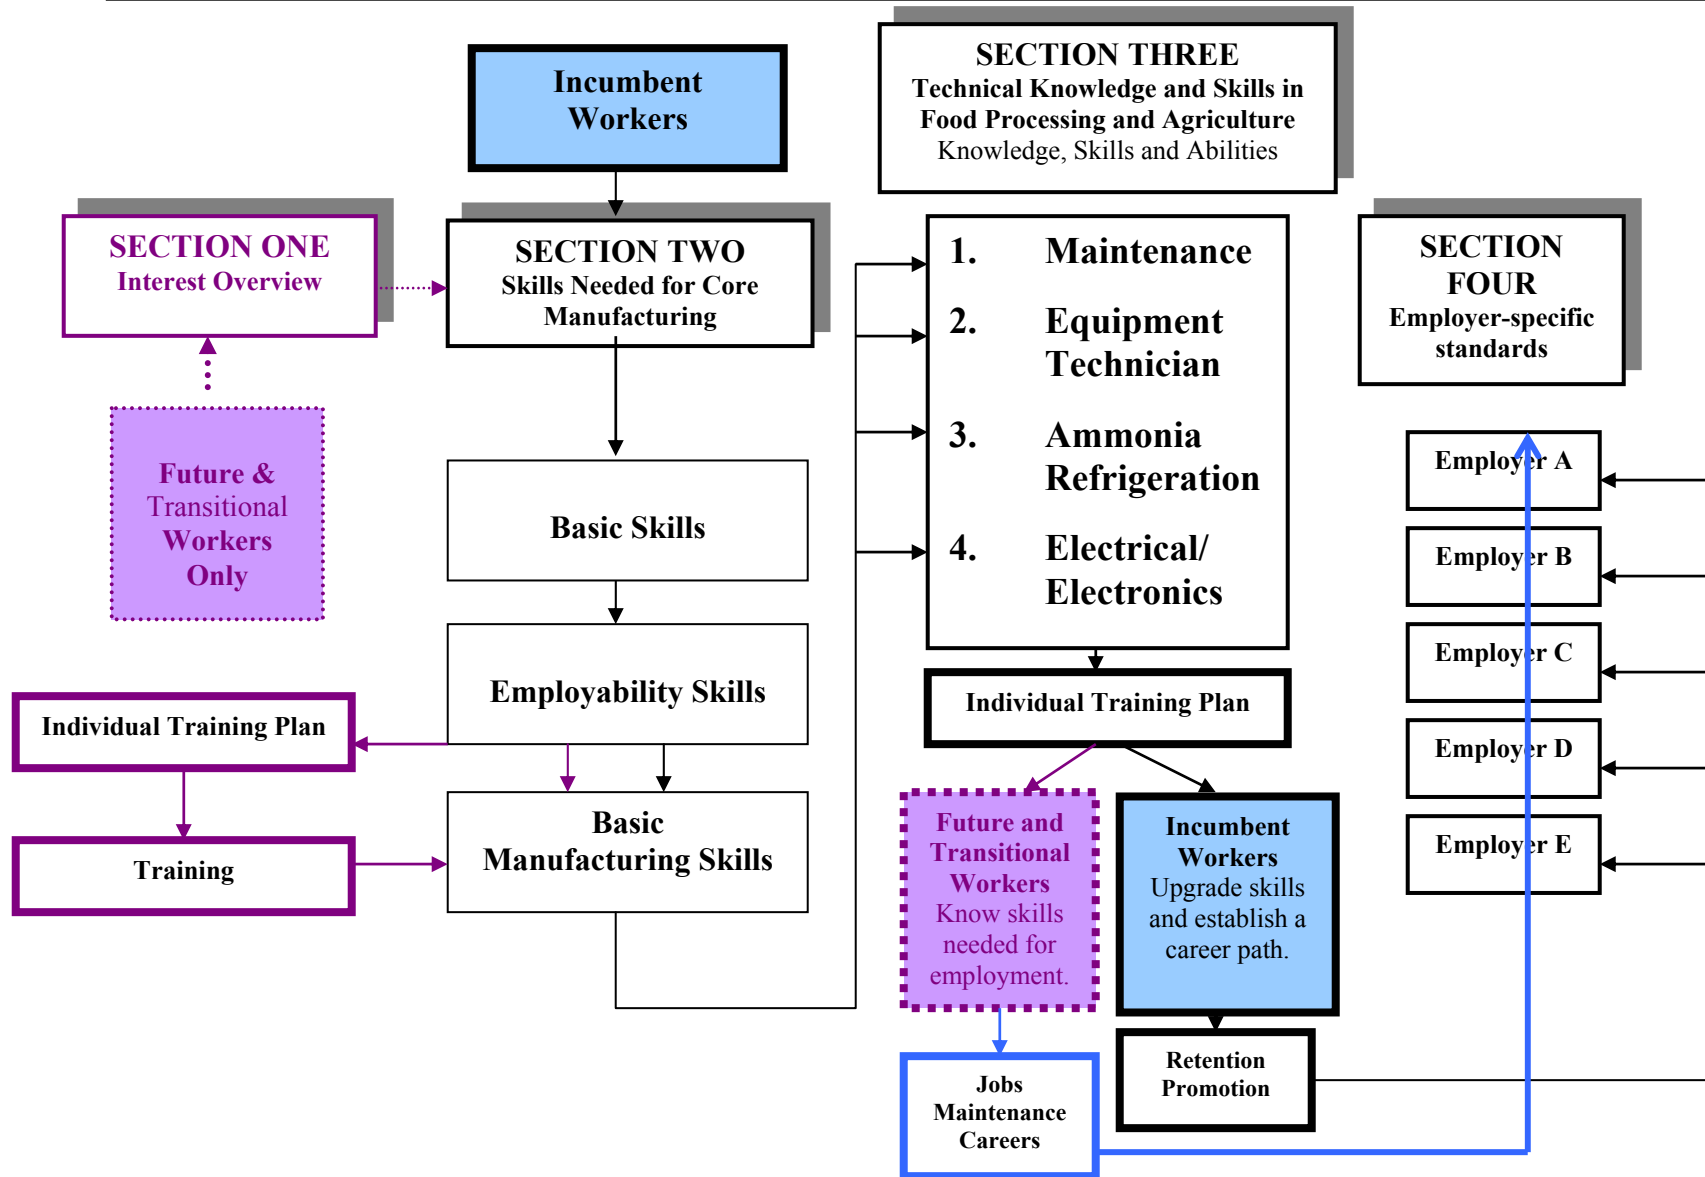 Incumbent
Workers
SECTION THREE
Technical Knowledge and Skills in
Food Processing and Agriculture
Knowledge, Skills and Abilities
SECTION ONE
Interest Overview
SECTION TWO
Skills Needed for Core
Manufacturing
SECTION
FOUR
Employer-specific
standards
Future &
Transitional
Workers
Only
Basic Skills
Employability Skills
Individual Training Plan
Training
Basic
Manufacturing Skills
1. Maintenance
2. Equipment
Technician
3. Ammonia
Refrigeration
4. Electrical/
Electronics
Individual Training Plan
Future and
Transitional
Workers
Know skills
needed for
employment.
Incumbent
Workers
Upgrade skills
and establish a
career path.
Jobs
Maintenance
Careers
Retention
Promotion
Employer A
Employer B
Employer C
Employer D
Employer E